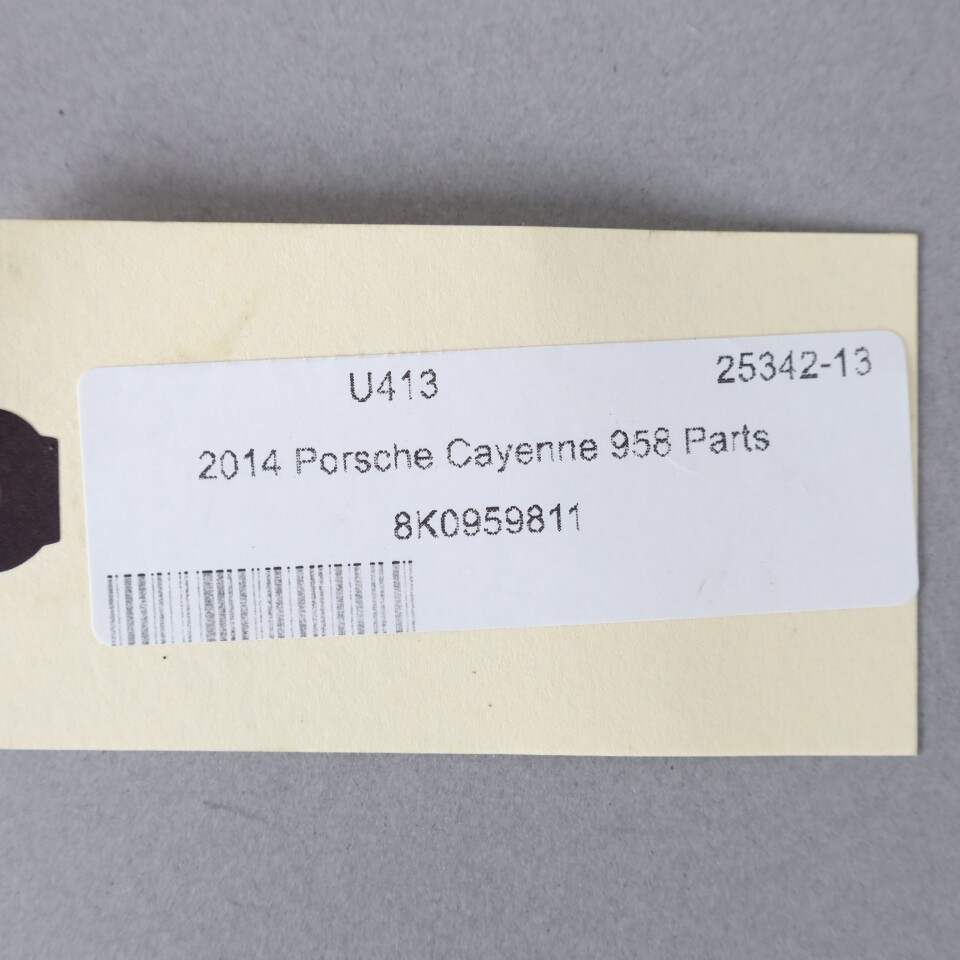 U413 25342-13
2014 Porsche Cayenne 958 Parts
8K0959811